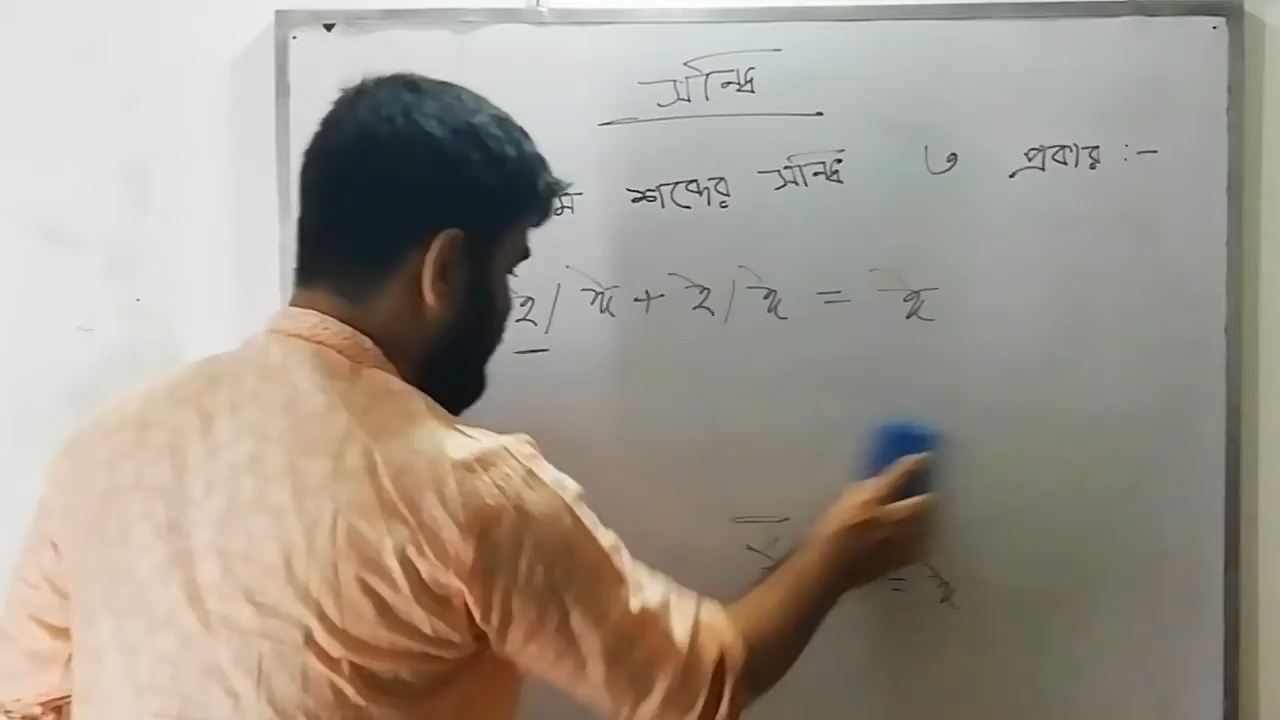 সন্ধি
ম শব্দের সন্ধি ৩ প্রকার :-
ই/ঈ + ই/ঈ = ঈ
= ঈ